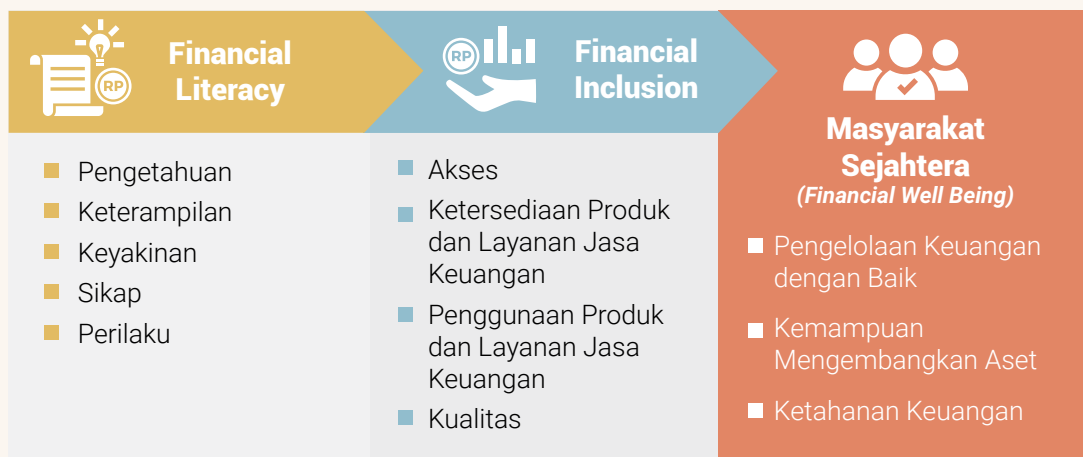 RP
Financial
Literacy
Pengetahuan
Keterampilan
Keyakinan
Sikap
Perilaku
RP
Financial
Inclusion
Akses
Ketersediaan Produk
dan Layanan Jasa
Keuangan
Penggunaan Produk
dan Layanan Jasa
Keuangan
Kualitas
Masyarakat
Sejahtera
(Financial Well Being)
Pengelolaan Keuangan
dengan Baik
Kemampuan
Mengembangkan Aset
Ketahanan Keuangan